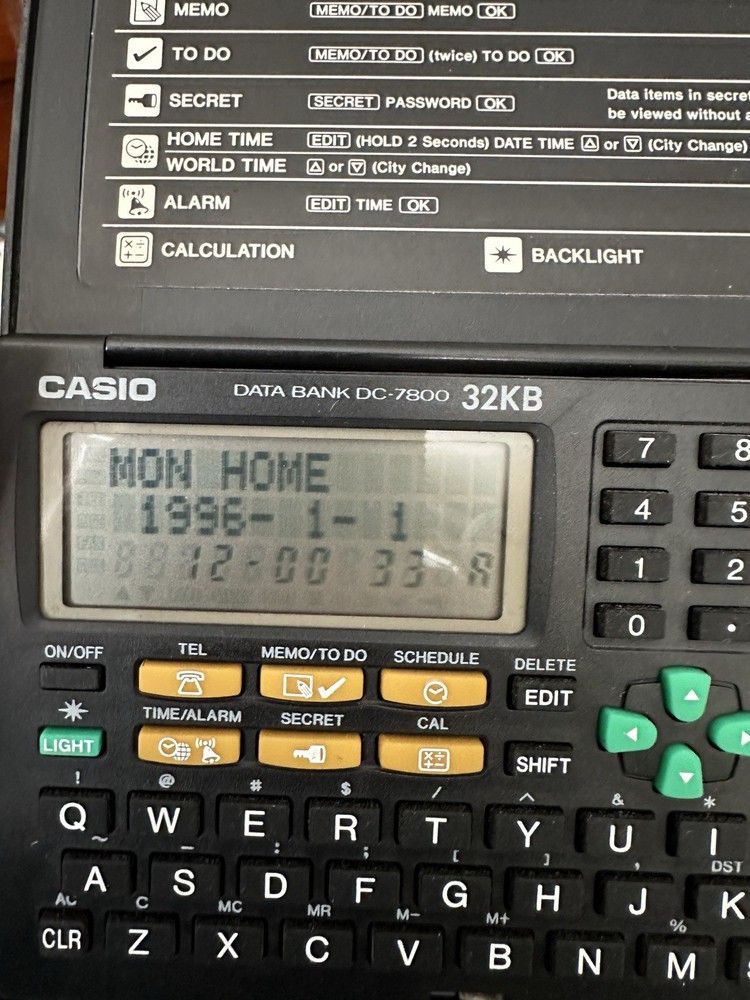 MEMO MEMO/TO DO MEMO OK
TO DO MEMO/TO DO (twice) TO DO OK
SECRET SECRET PASSWORD OK Data items in secret
be viewed without a
HOME TIME EDIT (HOLD 2 Seconds) DATE TIME △ or ▽ (City Change)
WORLD TIME △ or ▽ (City Change)
ALARM EDIT TIME OK
CALCULATION BACKLIGHT
CASIO DATA BANK DC-7800 32KB
MON HOME
1996- 1- 1
12-00 33 A
7 8
4 5
1 2
0 .
ON/OFF TEL MEMO/TO DO SCHEDULE DELETE
EDIT
TIME/ALARM SECRET CAL
LIGHT SHIFT
! @ # $ / ^ & *
Q W E R T Y U I
~ _ : ; [ ] , DST
A S D F G H J K
AC C MC MR M- M+ %
CLR Z X C V B N M